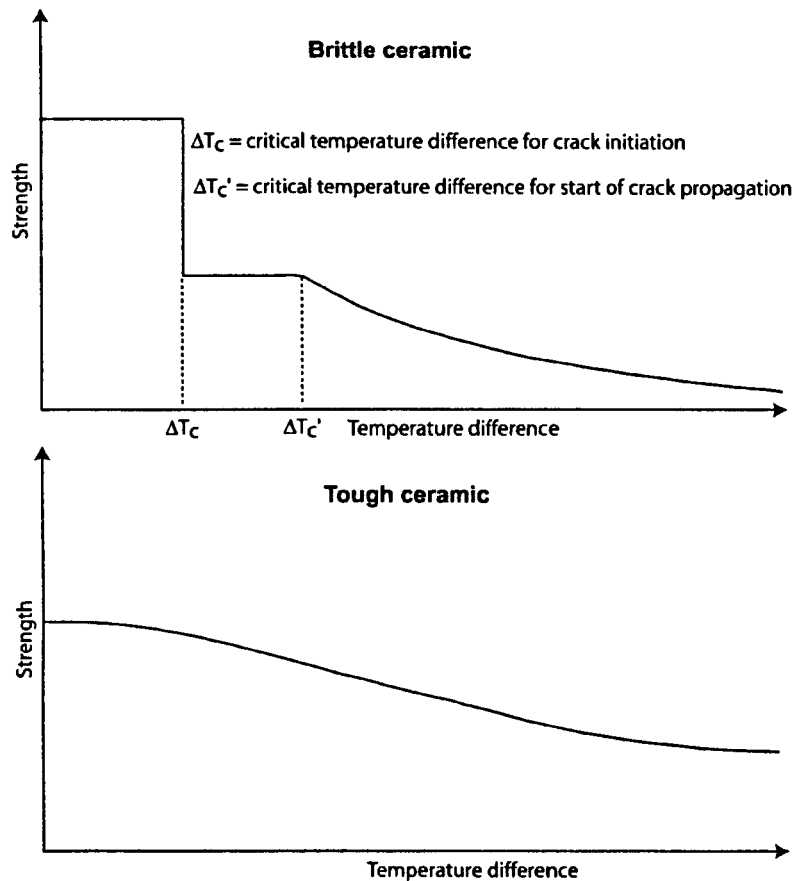 Brittle ceramic
ΔTC = critical temperature difference for crack initiation
ΔTC' = critical temperature difference for start of crack propagation
Strength
ΔTC
ΔTC'
Temperature difference
Tough ceramic
Strength
Temperature difference